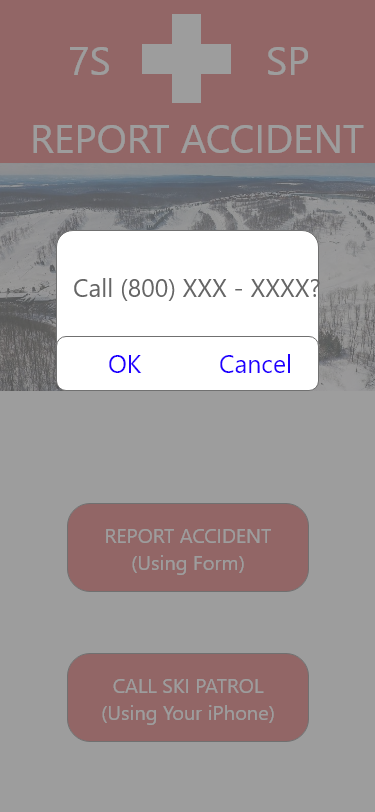 7S SP
REPORT ACCIDENT
Call (800) XXX - XXXX?
OK Cancel
REPORT ACCIDENT
(Using Form)
CALL SKI PATROL
(Using Your iPhone)